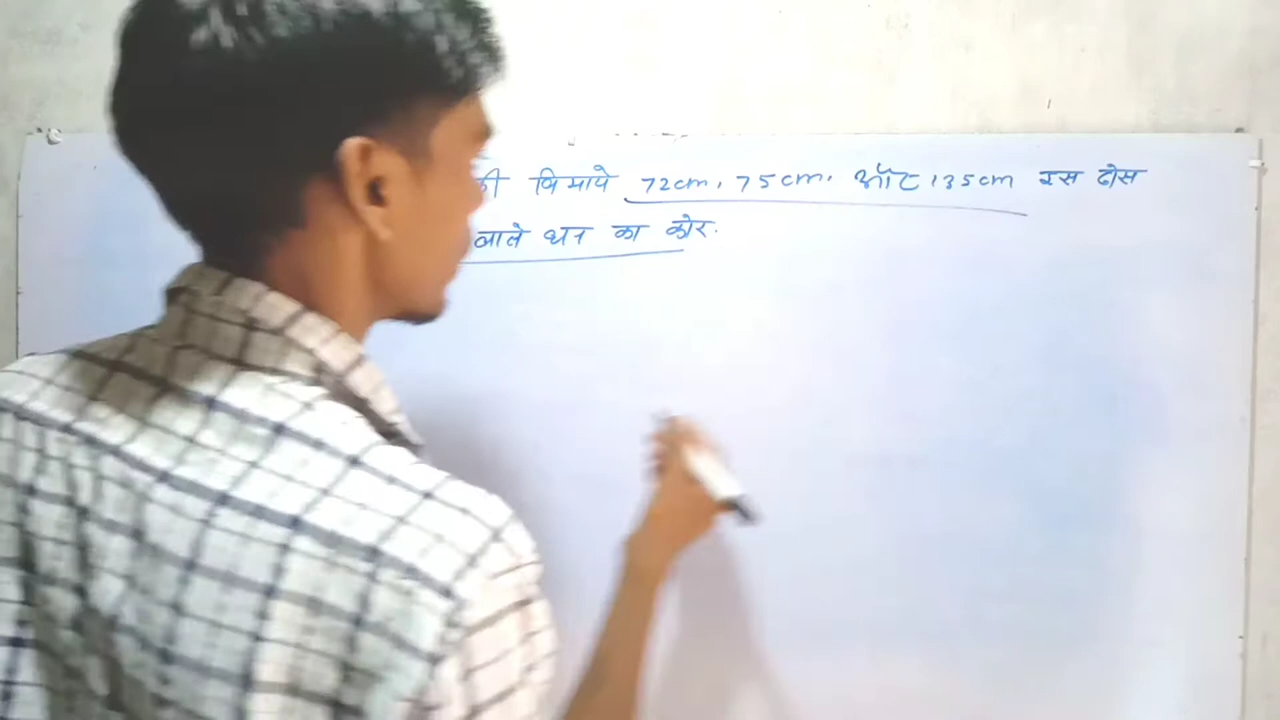 की विमाये 72cm, 75cm. और 135cm इस ठोस
वाले घन का कोर.